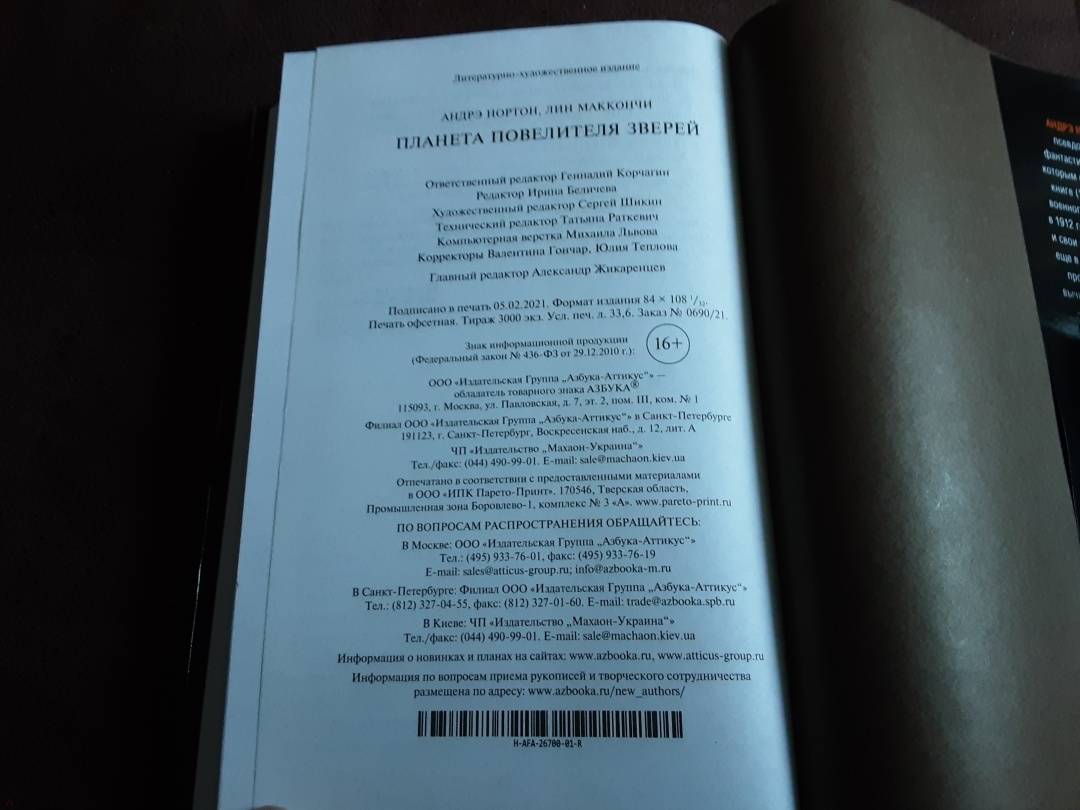 Литературно-художественное издание
АНДРЭ НОРТОН, ЛИН МАККОНЧИ
ПЛАНЕТА ПОВЕЛИТЕЛЯ ЗВЕРЕЙ
Ответственный редактор Геннадий Корчагин
Редактор Ирина Беличева
Художественный редактор Сергей Шикин
Технический редактор Татьяна Раткевич
Компьютерная верстка Михаила Львова
Корректоры Валентина Гончар, Юлия Теплова
Главный редактор Александр Жикаренцев
Подписано в печать 05.02.2021. Формат издания 84 × 108 1/32.
Печать офсетная. Тираж 3000 экз. Усл. печ. л. 33,6. Заказ № 0690/21.
Знак информационной продукции
(Федеральный закон № 436-ФЗ от 29.12.2010 г.):
16+
ООО «Издательская Группа „Азбука-Аттикус“» —
обладатель товарного знака АЗБУКА®
115093, г. Москва, ул. Павловская, д. 7, эт. 2, пом. III, ком. № 1
Филиал ООО «Издательская Группа „Азбука-Аттикус“» в Санкт-Петербурге
191123, г. Санкт-Петербург, Воскресенская наб., д. 12, лит. А
ЧП «Издательство „Махаон-Украина“»
Тел./факс: (044) 490-99-01. E-mail: sale@machaon.kiev.ua
Отпечатано в соответствии с предоставленными материалами
в ООО «ИПК Парето-Принт». 170546, Тверская область,
Промышленная зона Боровлево-1, комплекс № 3 «А». www.pareto-print.ru
ПО ВОПРОСАМ РАСПРОСТРАНЕНИЯ ОБРАЩАЙТЕСЬ:
В Москве: ООО «Издательская Группа „Азбука-Аттикус“»
Тел.: (495) 933-76-01, факс: (495) 933-76-19
E-mail: sales@atticus-group.ru; info@azbooka-m.ru
В Санкт-Петербурге: Филиал ООО «Издательская Группа „Азбука-Аттикус“»
Тел.: (812) 327-04-55, факс: (812) 327-01-60. E-mail: trade@azbooka.spb.ru
В Киеве: ЧП «Издательство „Махаон-Украина“»
Тел./факс: (044) 490-99-01. E-mail: sale@machaon.kiev.ua
Информация о новинках и планах на сайтах: www.azbooka.ru, www.atticus-group.ru
Информация по вопросам приема рукописей и творческого сотрудничества
размещена по адресу: www.azbooka.ru/new_authors/
H-AFA-26700-01-R
АНДРЭ
псевдо
фантасти
которым
книге
военног
в 1912 г.
и свои
еще в